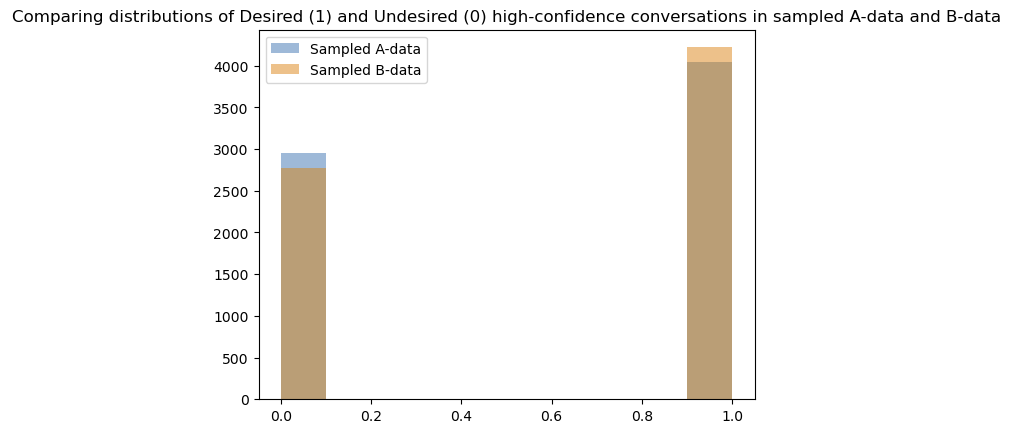 Comparing distributions of Desired (1) and Undesired (0) high-confidence conversations in sampled A-data and B-data
Sampled A-data
Sampled B-data
4000
3500
3000
2500
2000
1500
1000
500
0
0.0 0.2 0.4 0.6 0.8 1.0